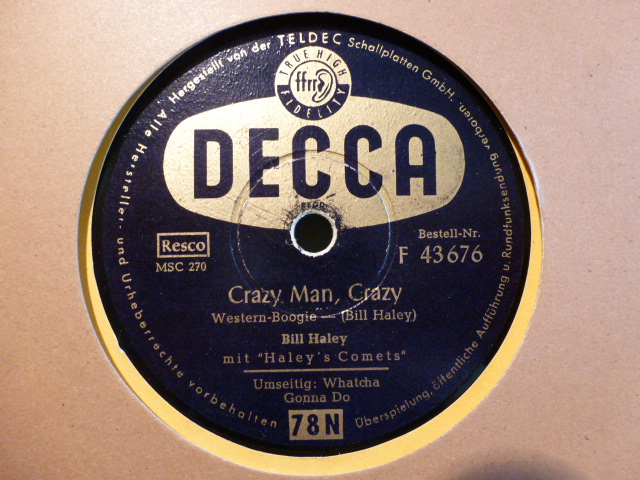 Alle Hersteller- und Urheberrechte vorbehalten
Hergestellt von der TELDEC Schallplatten GmbH.
Überspielung, öffentliche Aufführung u. Rundfunksendung verboten
TRUE HIGH
ffrr
FIDELITY
DECCA
Resco
MSC 270
Bestell-Nr.
F 43676
Crazy Man, Crazy
Western-Boogie — (Bill Haley)
Bill Haley
mit "Haley's Comets"
Umseitig: Whatcha
Gonna Do
78N